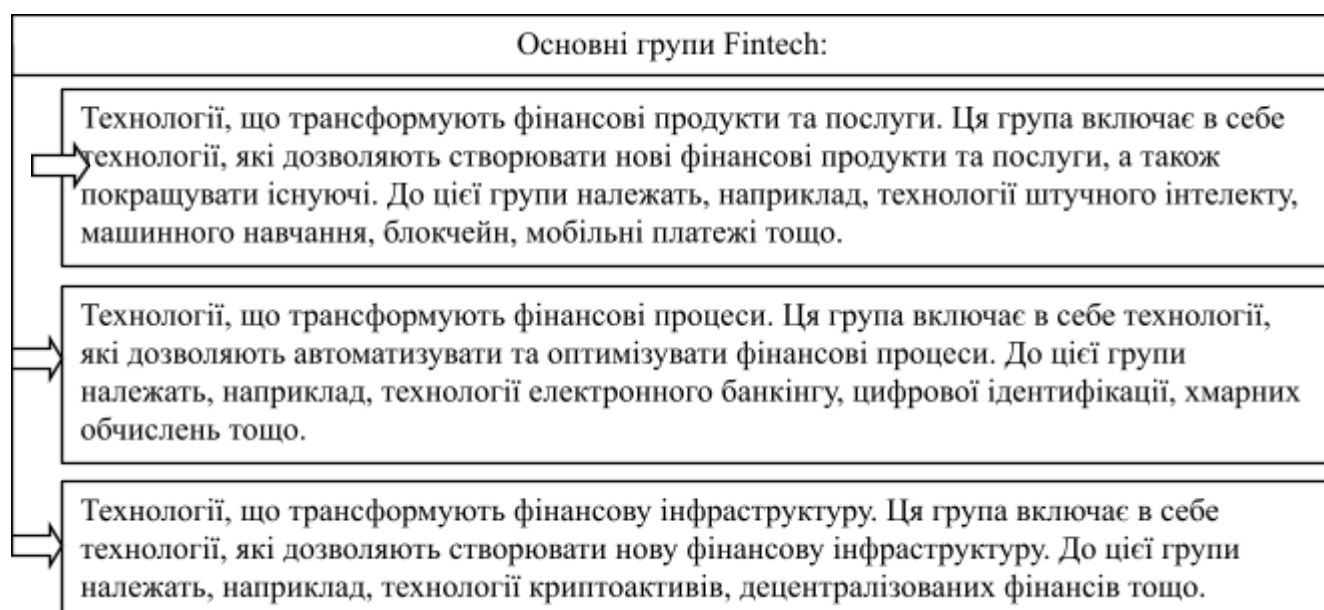 Основні групи Fintech:
Технології, що трансформують фінансові продукти та послуги. Ця група включає в себе
технології, які дозволяють створювати нові фінансові продукти та послуги, а також
покращувати існуючі. До цієї групи належать, наприклад, технології штучного інтелекту,
машинного навчання, блокчейн, мобільні платежі тощо.
Технології, що трансформують фінансові процеси. Ця група включає в себе технології,
які дозволяють автоматизувати та оптимізувати фінансові процеси. До цієї групи
належать, наприклад, технології електронного банкінгу, цифрової ідентифікації, хмарних
обчислень тощо.
Технології, що трансформують фінансову інфраструктуру. Ця група включає в себе
технології, які дозволяють створювати нову фінансову інфраструктуру. До цієї групи
належать, наприклад, технології криптоактивів, децентралізованих фінансів тощо.